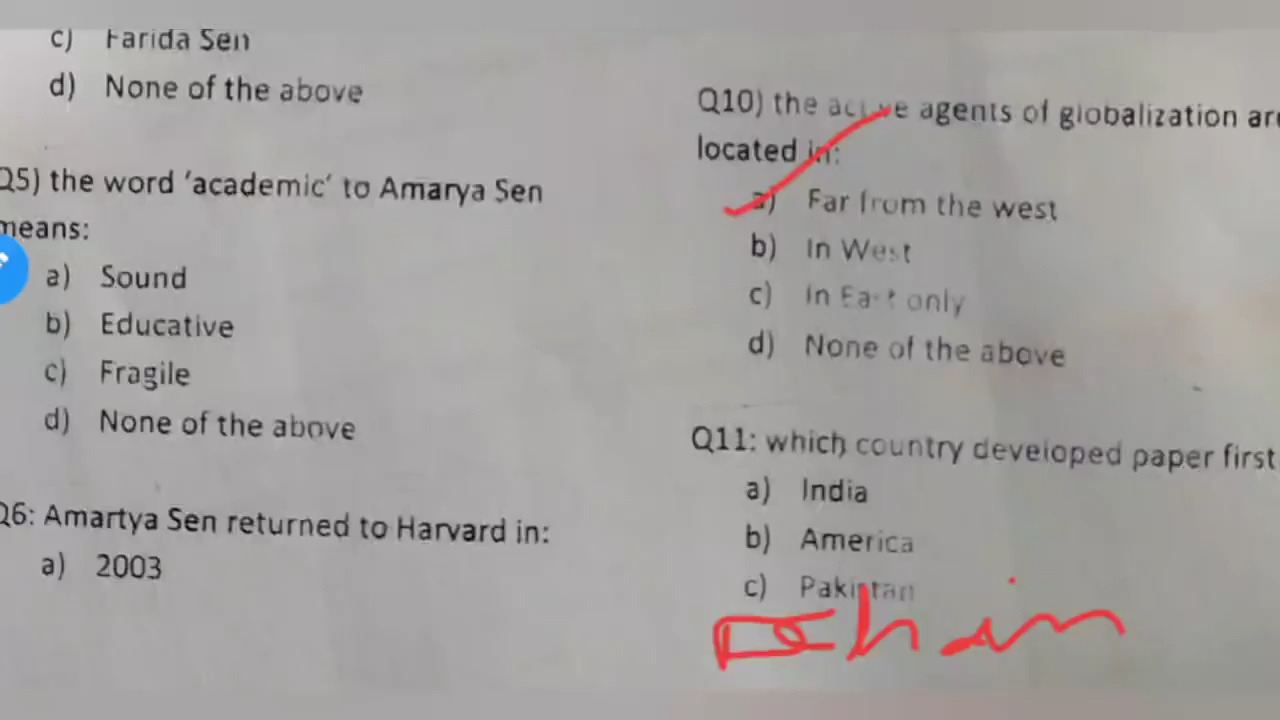 c) Farida Sen
d) None of the above
Q5) the word ‘academic’ to Amarya Sen
means:
a) Sound
b) Educative
c) Fragile
d) None of the above
Q6: Amartya Sen returned to Harvard in:
a) 2003
Q10) the active agents of globalization are
located in:
a) Far from the west
b) In West
c) In East only
d) None of the above
Q11: which country developed paper first
a) India
b) America
c) Pakistan